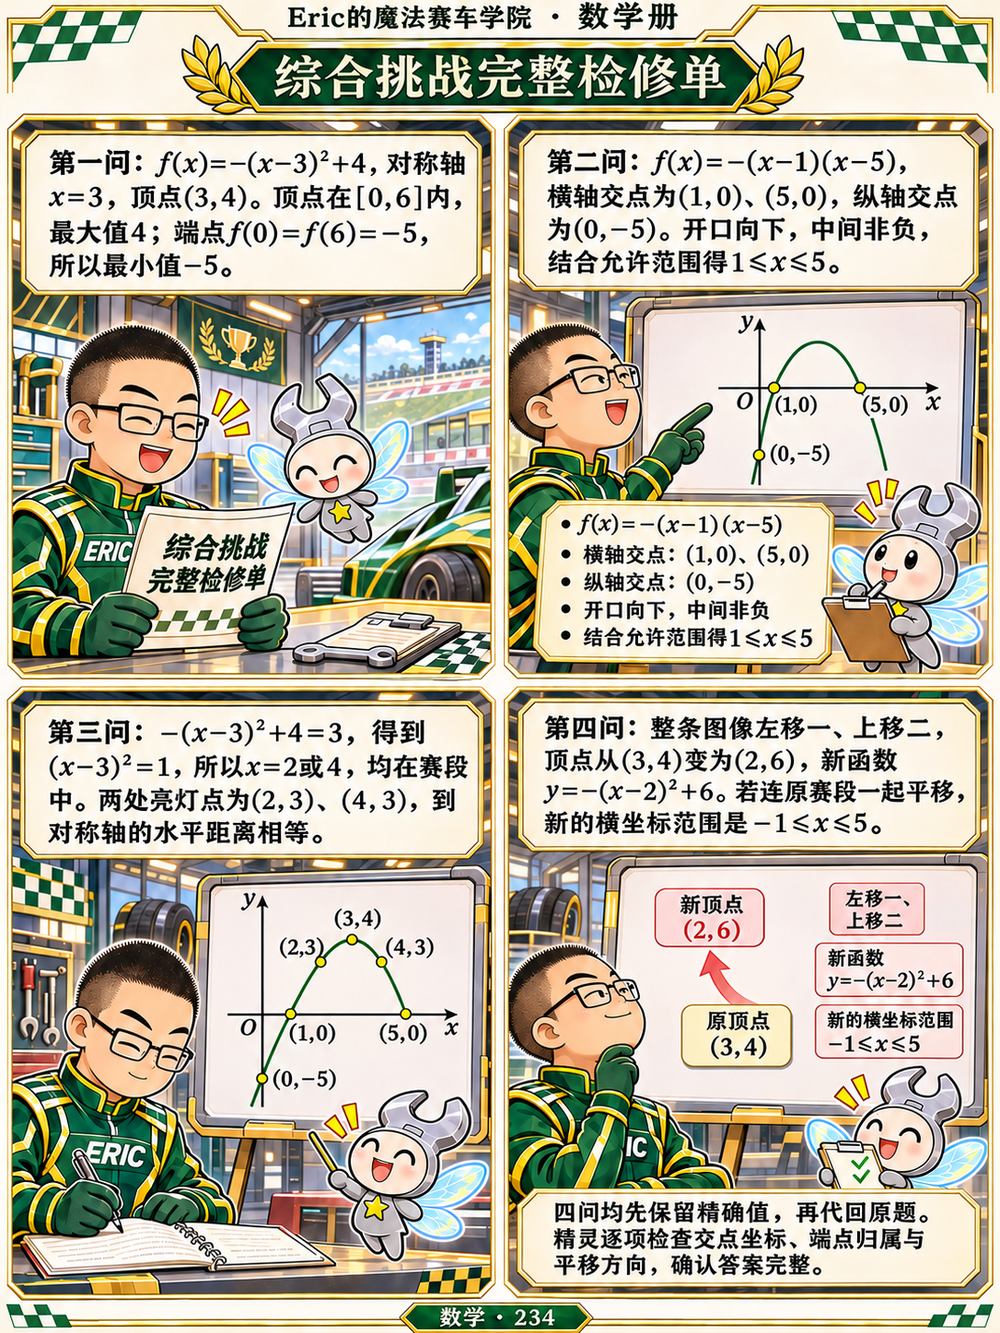 Eric的魔法赛车学院 · 数学册
综合挑战完整检修单
第一问：f(x)=−(x−3)²+4，对称轴
x=3，顶点(3,4)。顶点在[0,6]内，
最大值4；端点f(0)=f(6)=−5，
所以最小值−5。
ERIC
综合挑战
完整检修单
第二问：f(x)=−(x−1)(x−5)，
横轴交点为(1,0)、(5,0)，纵轴交点
为(0,−5)。开口向下，中间非负，
结合允许范围得1⩽x⩽5。
y
O
(1,0)
(5,0)
x
(0,−5)
• f(x)=−(x−1)(x−5)
• 横轴交点：(1,0)、(5,0)
• 纵轴交点：(0,−5)
• 开口向下，中间非负
• 结合允许范围得1⩽x⩽5
第三问：−(x−3)²+4=3，得到
(x−3)²=1，所以x=2或4，均在赛段
中。两处亮灯点为(2,3)、(4,3)，到
对称轴的水平距离相等。
y
(3,4)
(2,3)
(4,3)
O
(1,0)
(5,0)
x
(0,−5)
ERIC
第四问：整条图像左移一、上移二，
顶点从(3,4)变为(2,6)，新函数
y=−(x−2)²+6。若连原赛段一起平移，
新的横坐标范围是−1⩽x⩽5。
新顶点
(2,6)
原顶点
(3,4)
左移一、
上移二
新函数
y=−(x−2)²+6
新的横坐标范围
−1⩽x⩽5
IC
四问均先保留精确值，再代回原题。
精灵逐项检查交点坐标、端点归属与
平移方向，确认答案完整。
数学 · 234